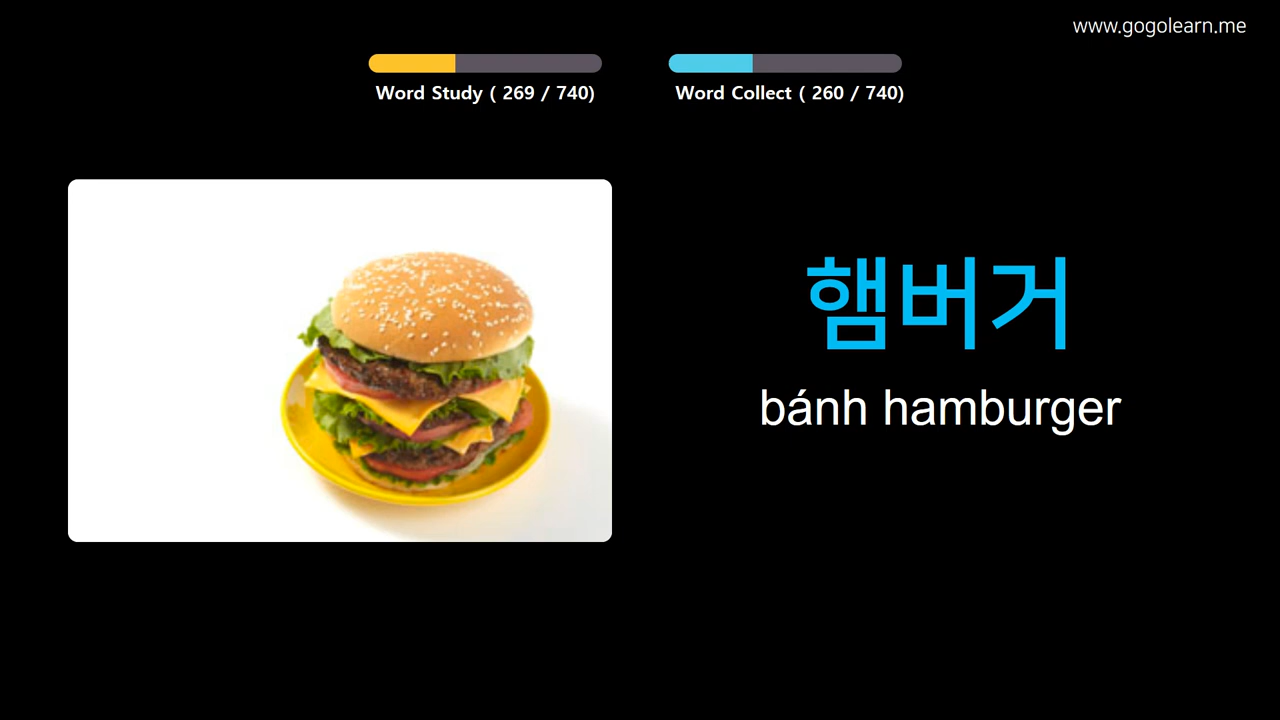 www.gogolearn.me
Word Study ( 269 / 740)
Word Collect ( 260 / 740)
햄버거
bánh hamburger